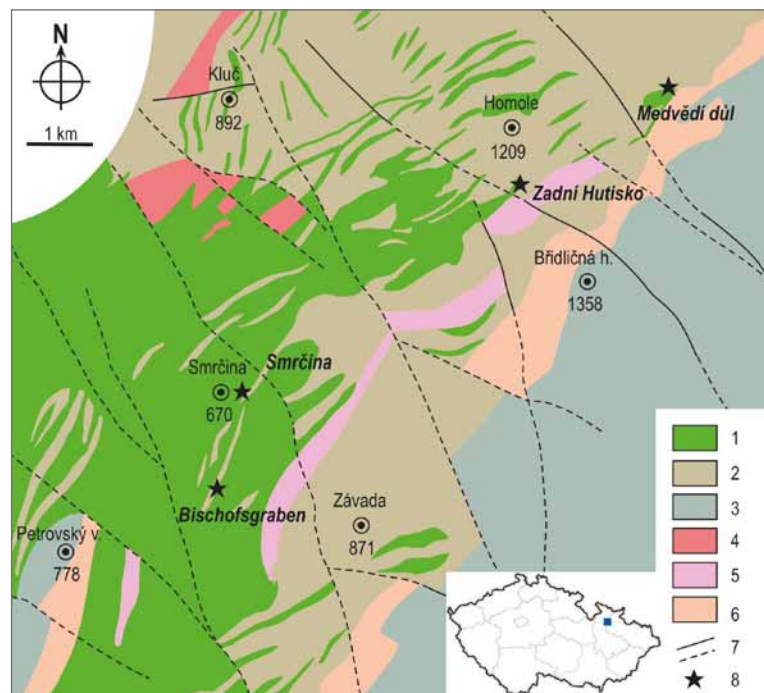 N
1 km
Kluč
892
Homole
1209
Medvědí důl
Zadní Hutisko
Břidličná h.
1358
Smrčina
Smrčina
670
Bischofsgraben
Závada
871
Petrovský v.
778
1
2
3
4
5
6
7
8